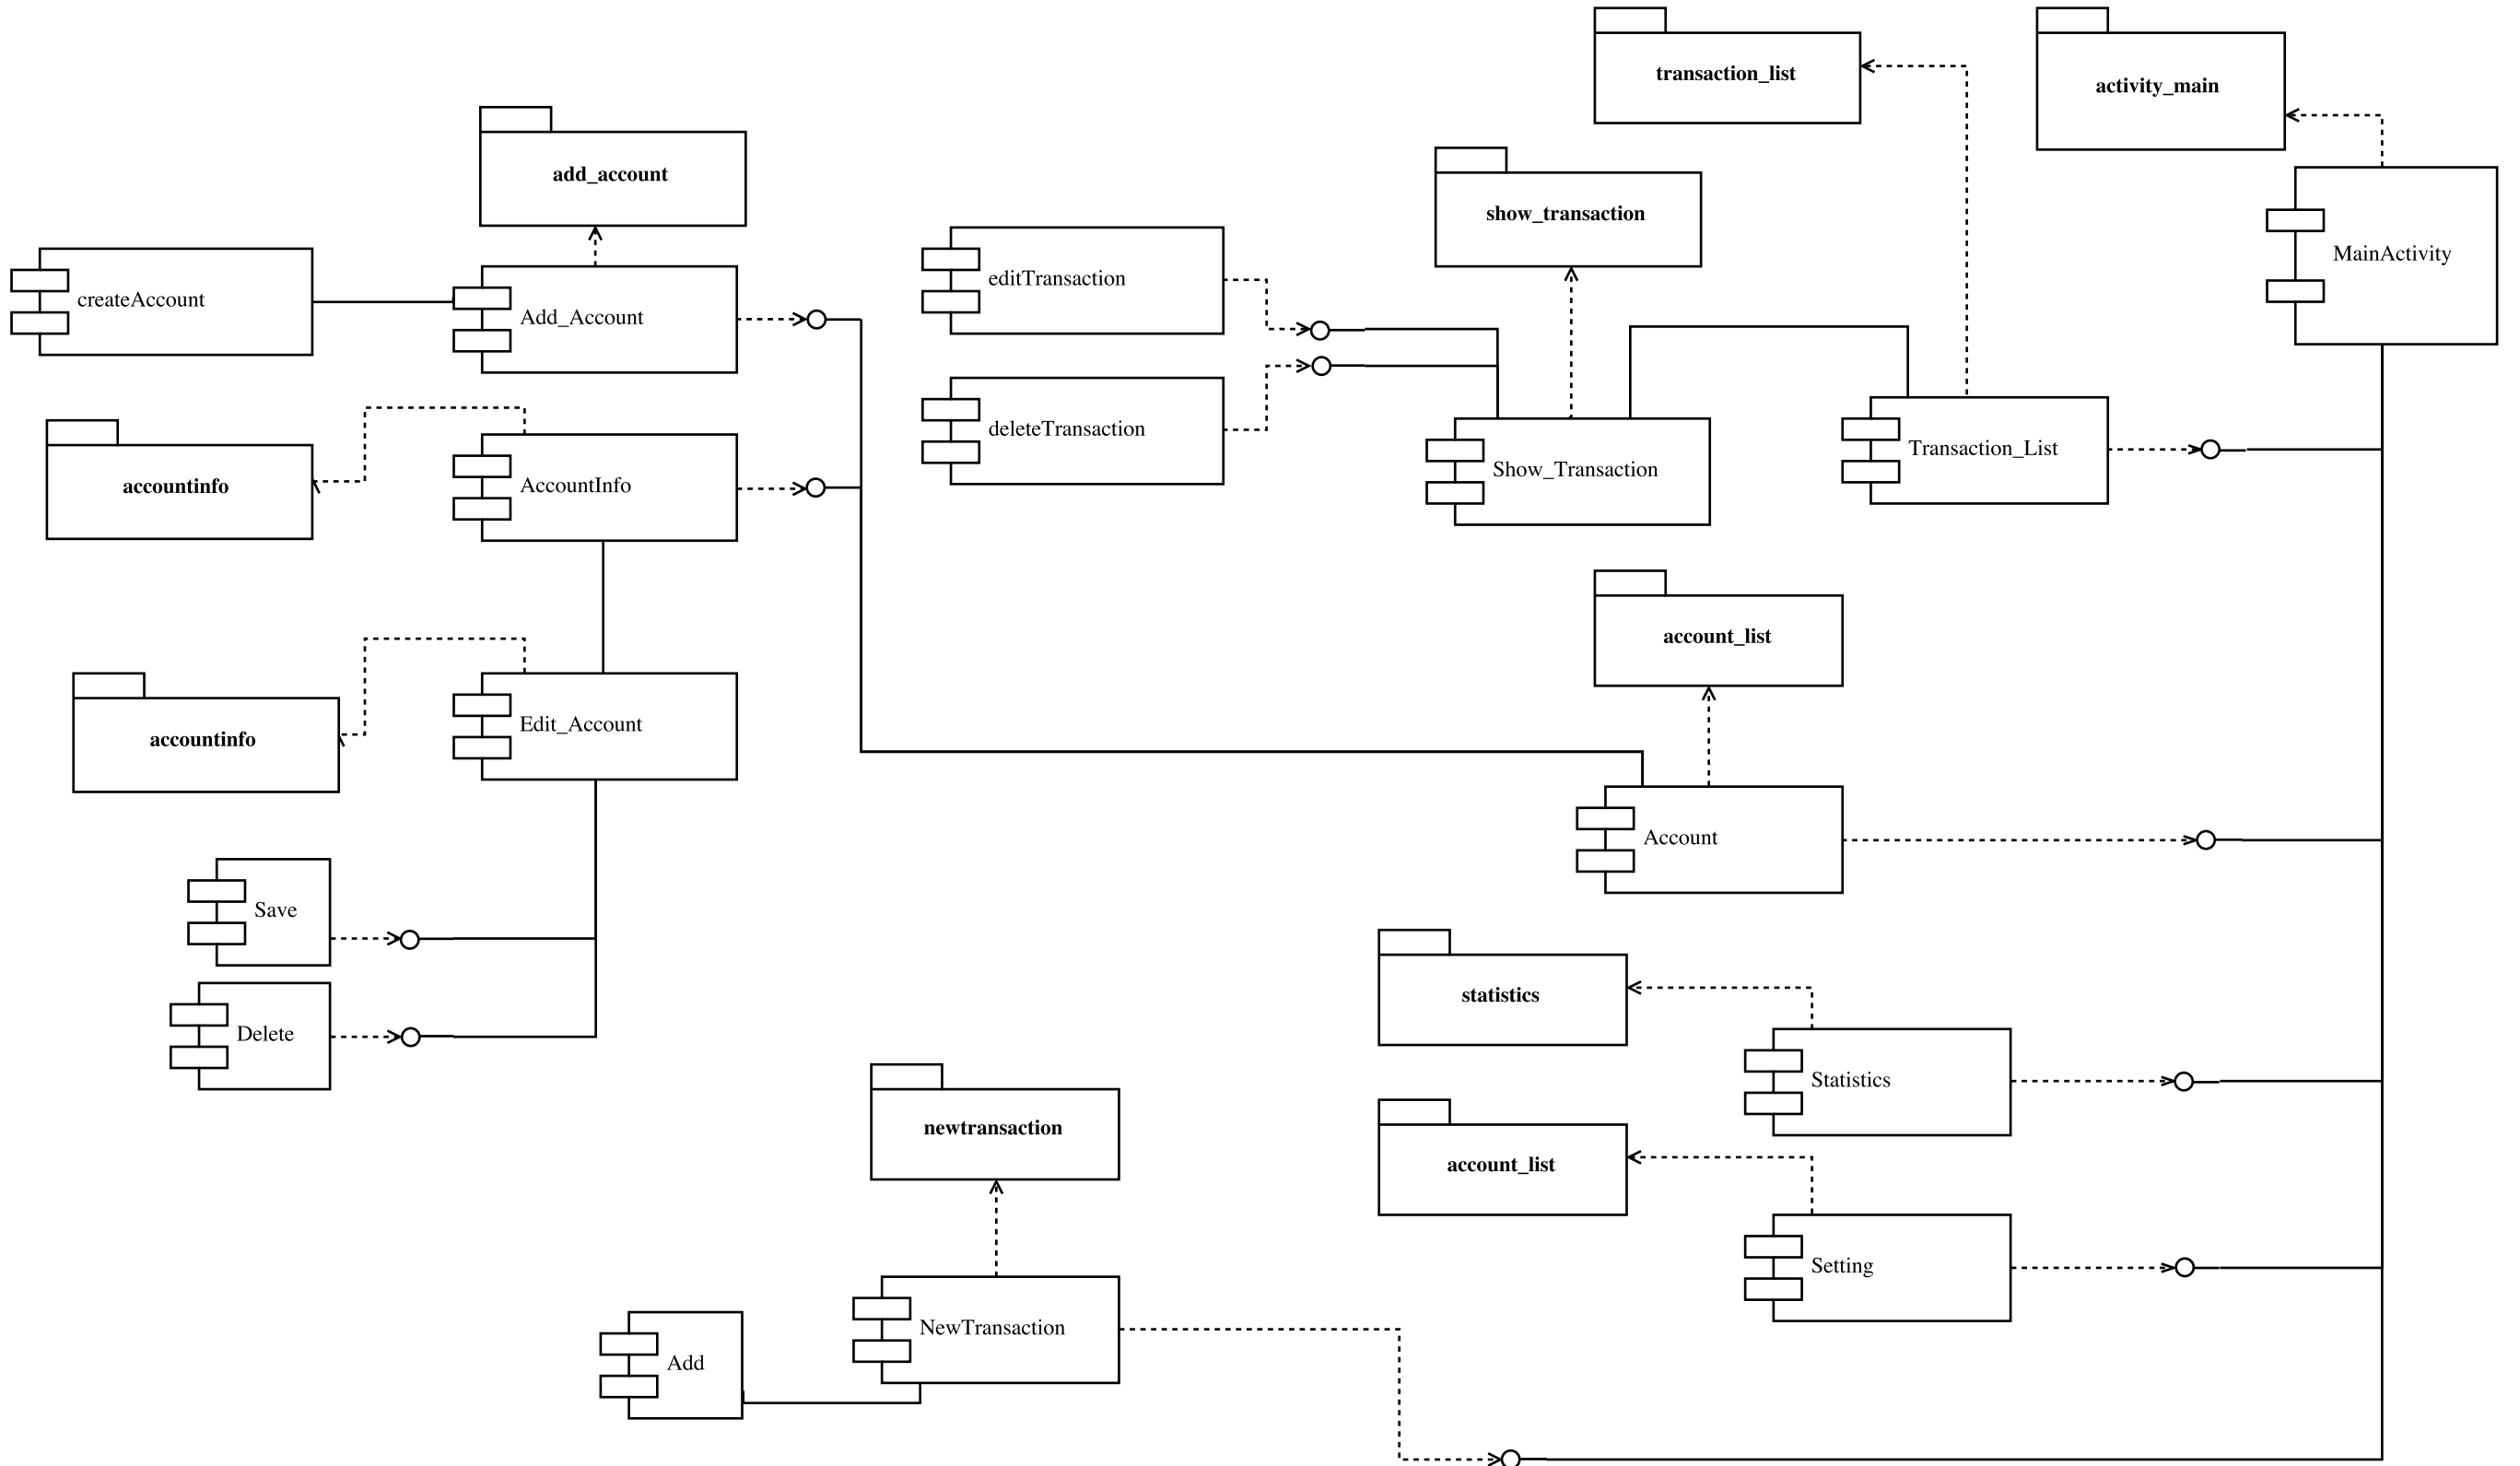 transaction_list
activity_main
add_account
show_transaction
MainActivity
editTransaction
createAccount
Add_Account
deleteTransaction
Transaction_List
Show_Transaction
accountinfo
AccountInfo
account_list
Edit_Account
accountinfo
Account
Save
statistics
Delete
Statistics
newtransaction
account_list
Setting
NewTransaction
Add